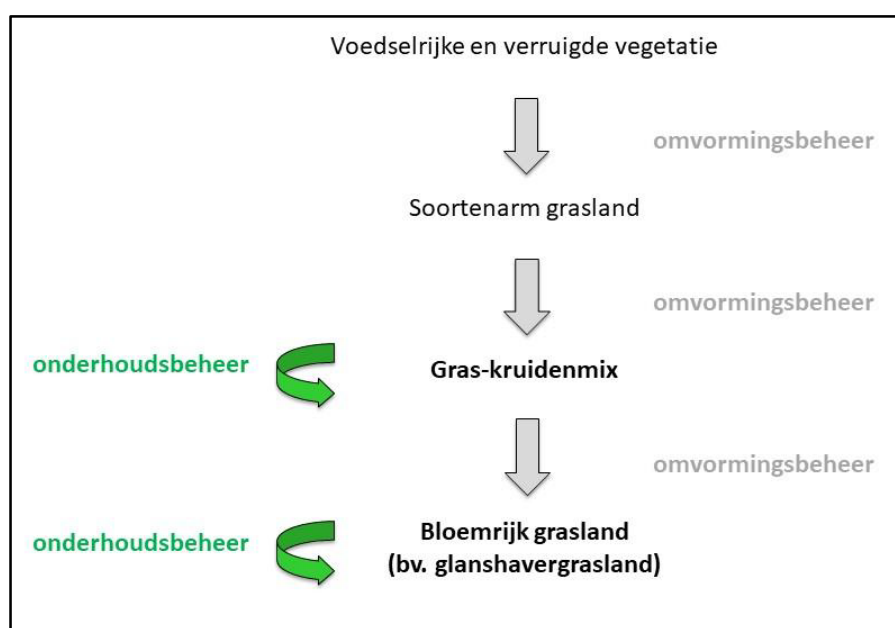 Voedselrijke en verruigde vegetatie
omvormingsbeheer
Soortenarm grasland
omvormingsbeheer
onderhoudsbeheer
Gras-kruidenmix
omvormingsbeheer
onderhoudsbeheer
Bloemrijk grasland
(bv. glanshavergrasland)